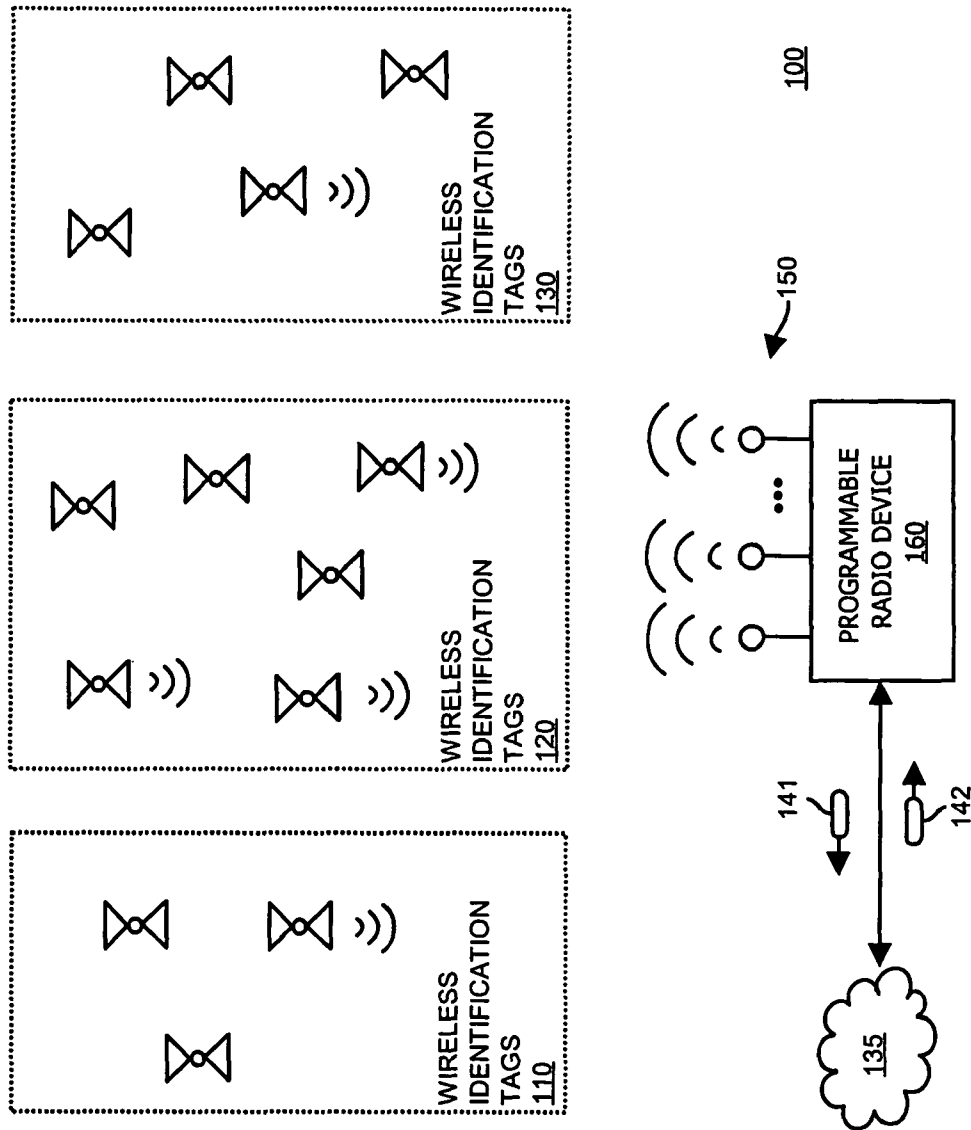 WIRELESS
IDENTIFICATION
TAGS
110
WIRELESS
IDENTIFICATION
TAGS
120
WIRELESS
IDENTIFICATION
TAGS
130
100
150
PROGRAMMABLE
RADIO DEVICE
160
141
142
135